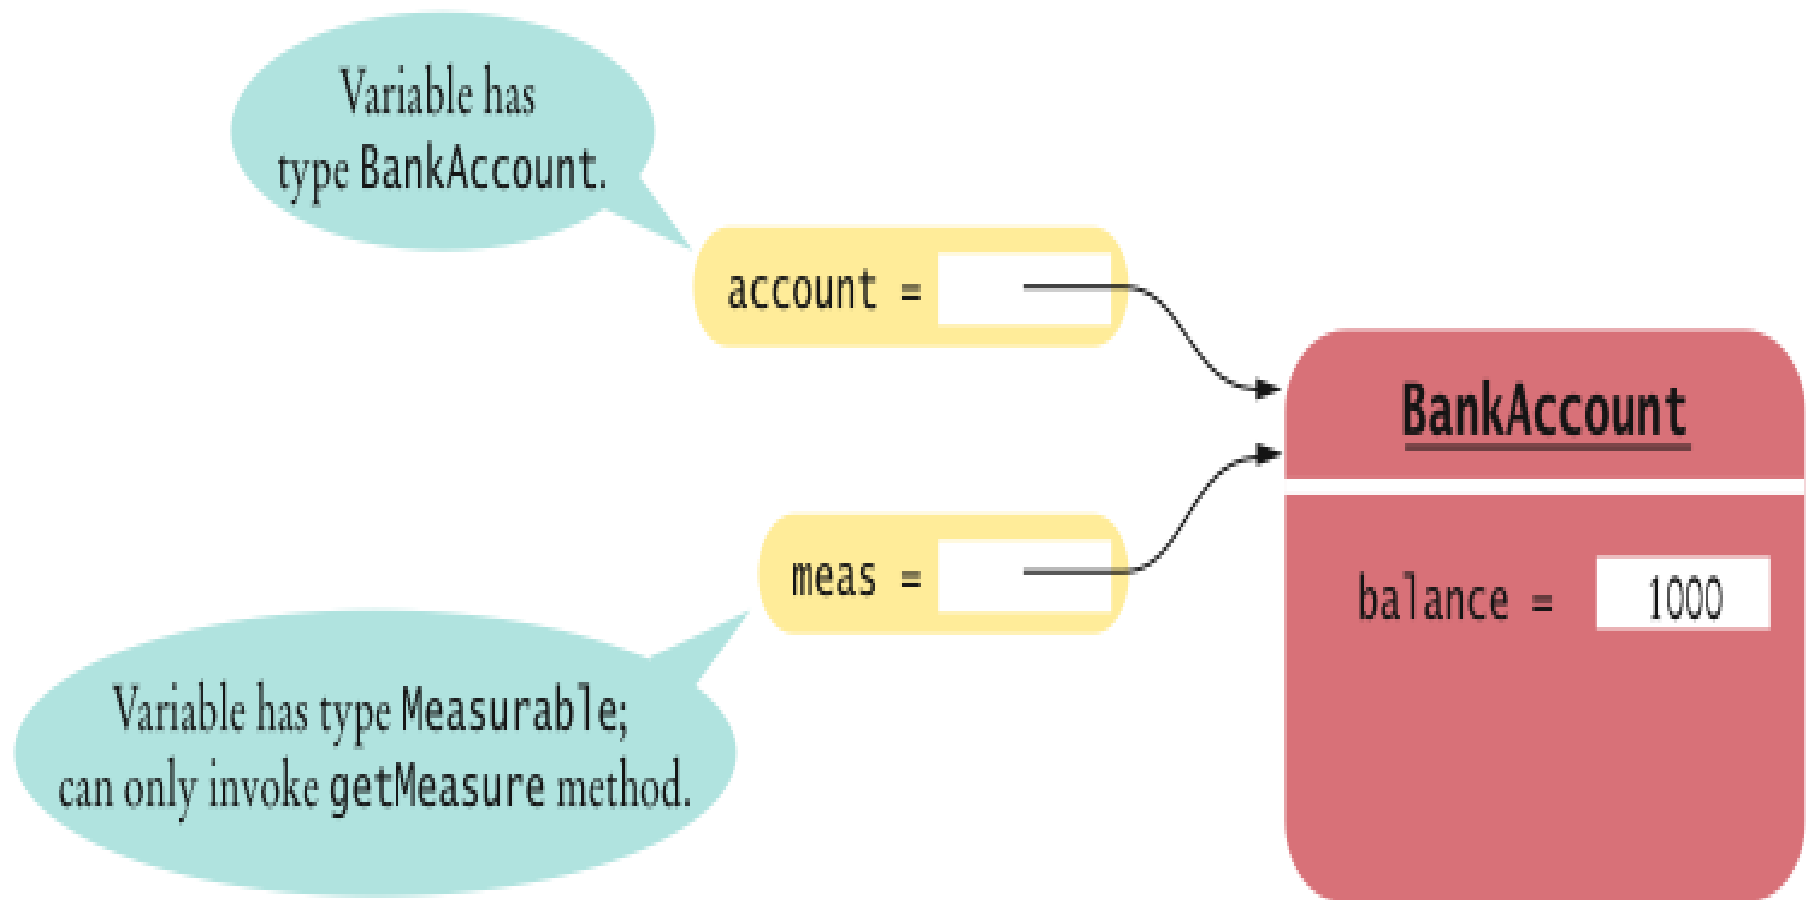 Variable has
type BankAccount.
account =
BankAccount
meas =
balance = 1000
Variable has type Measurable;
can only invoke getMeasure method.